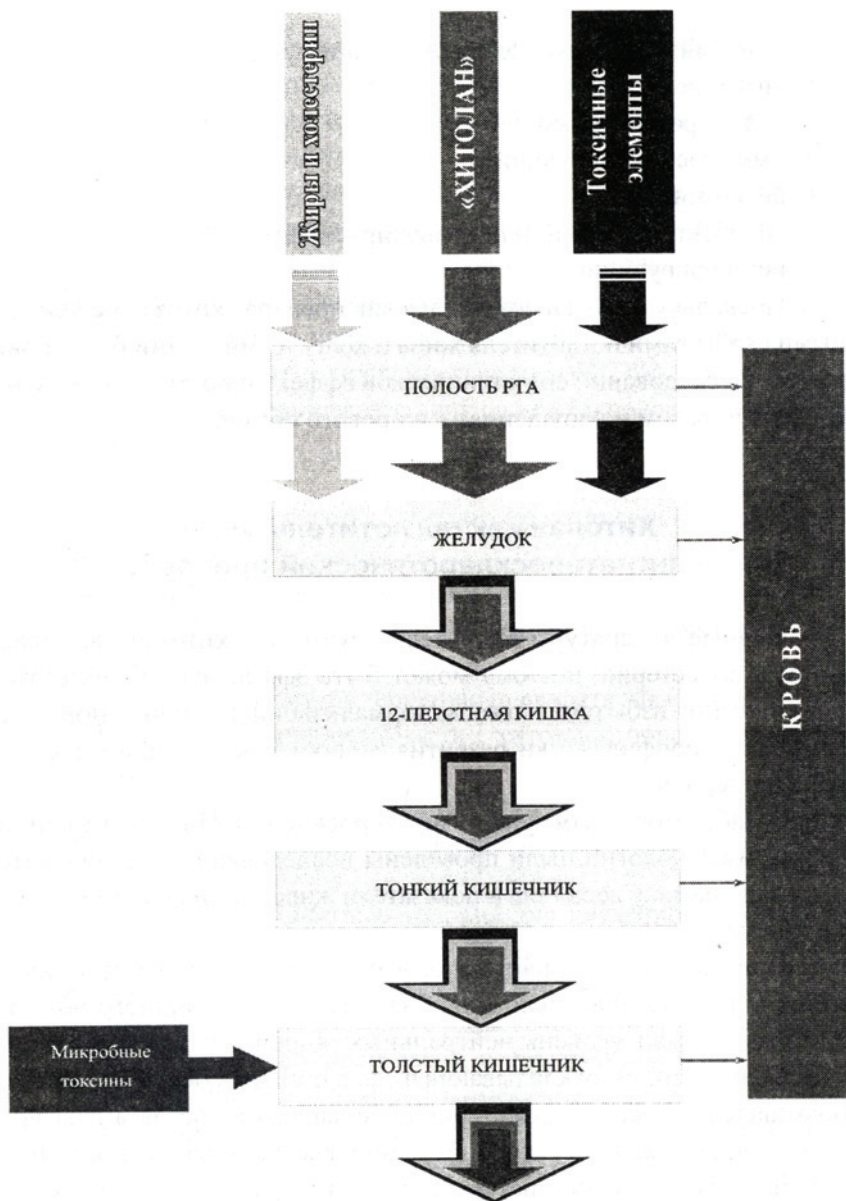 Жиры и холестерин
«ХИТОЛАН»
Токсичные
элементы
ПОЛОСТЬ РТА
ЖЕЛУДОК
12-ПЕРСТНАЯ КИШКА
ТОНКИЙ КИШЕЧНИК
ТОЛСТЫЙ КИШЕЧНИК
Микробные
токсины
КРОВЬ